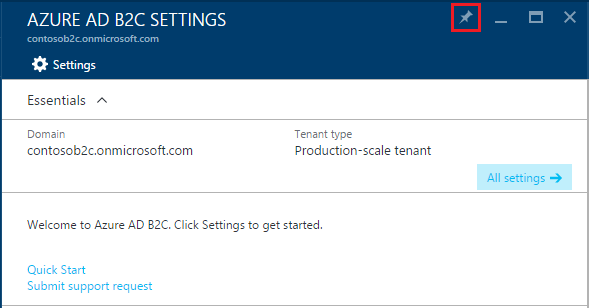 AZURE AD B2C SETTINGS
contosob2c.onmicrosoft.com
Settings
Essentials
Domain
contosob2c.onmicrosoft.com
Tenant type
Production-scale tenant
All settings
Welcome to Azure AD B2C. Click Settings to get started.
Quick Start
Submit support request